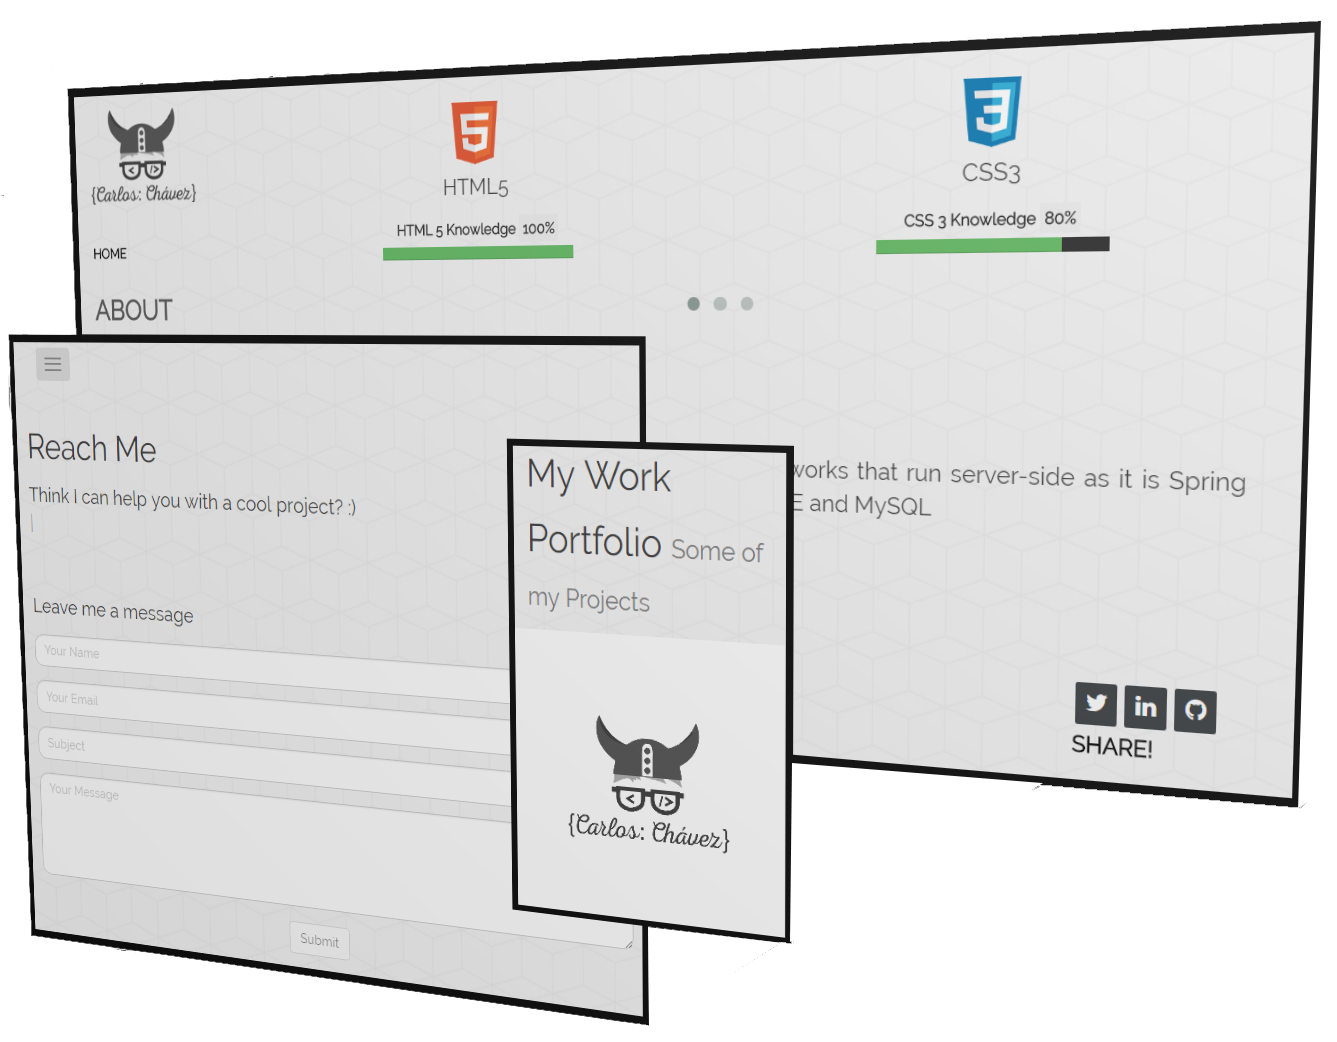 {Carlos: Chávez}
HTML5
CSS3
HTML 5 Knowledge 100%
CSS 3 Knowledge 80%
HOME
ABOUT
works that run server-side as it is Spring
E and MySQL
SHARE!
Reach Me
Think I can help you with a cool project? :)
Leave me a message
Your Name
Your Email
Subject
Your Message
Submit
My Work
Portfolio Some of
my Projects
{Carlos: Chávez}